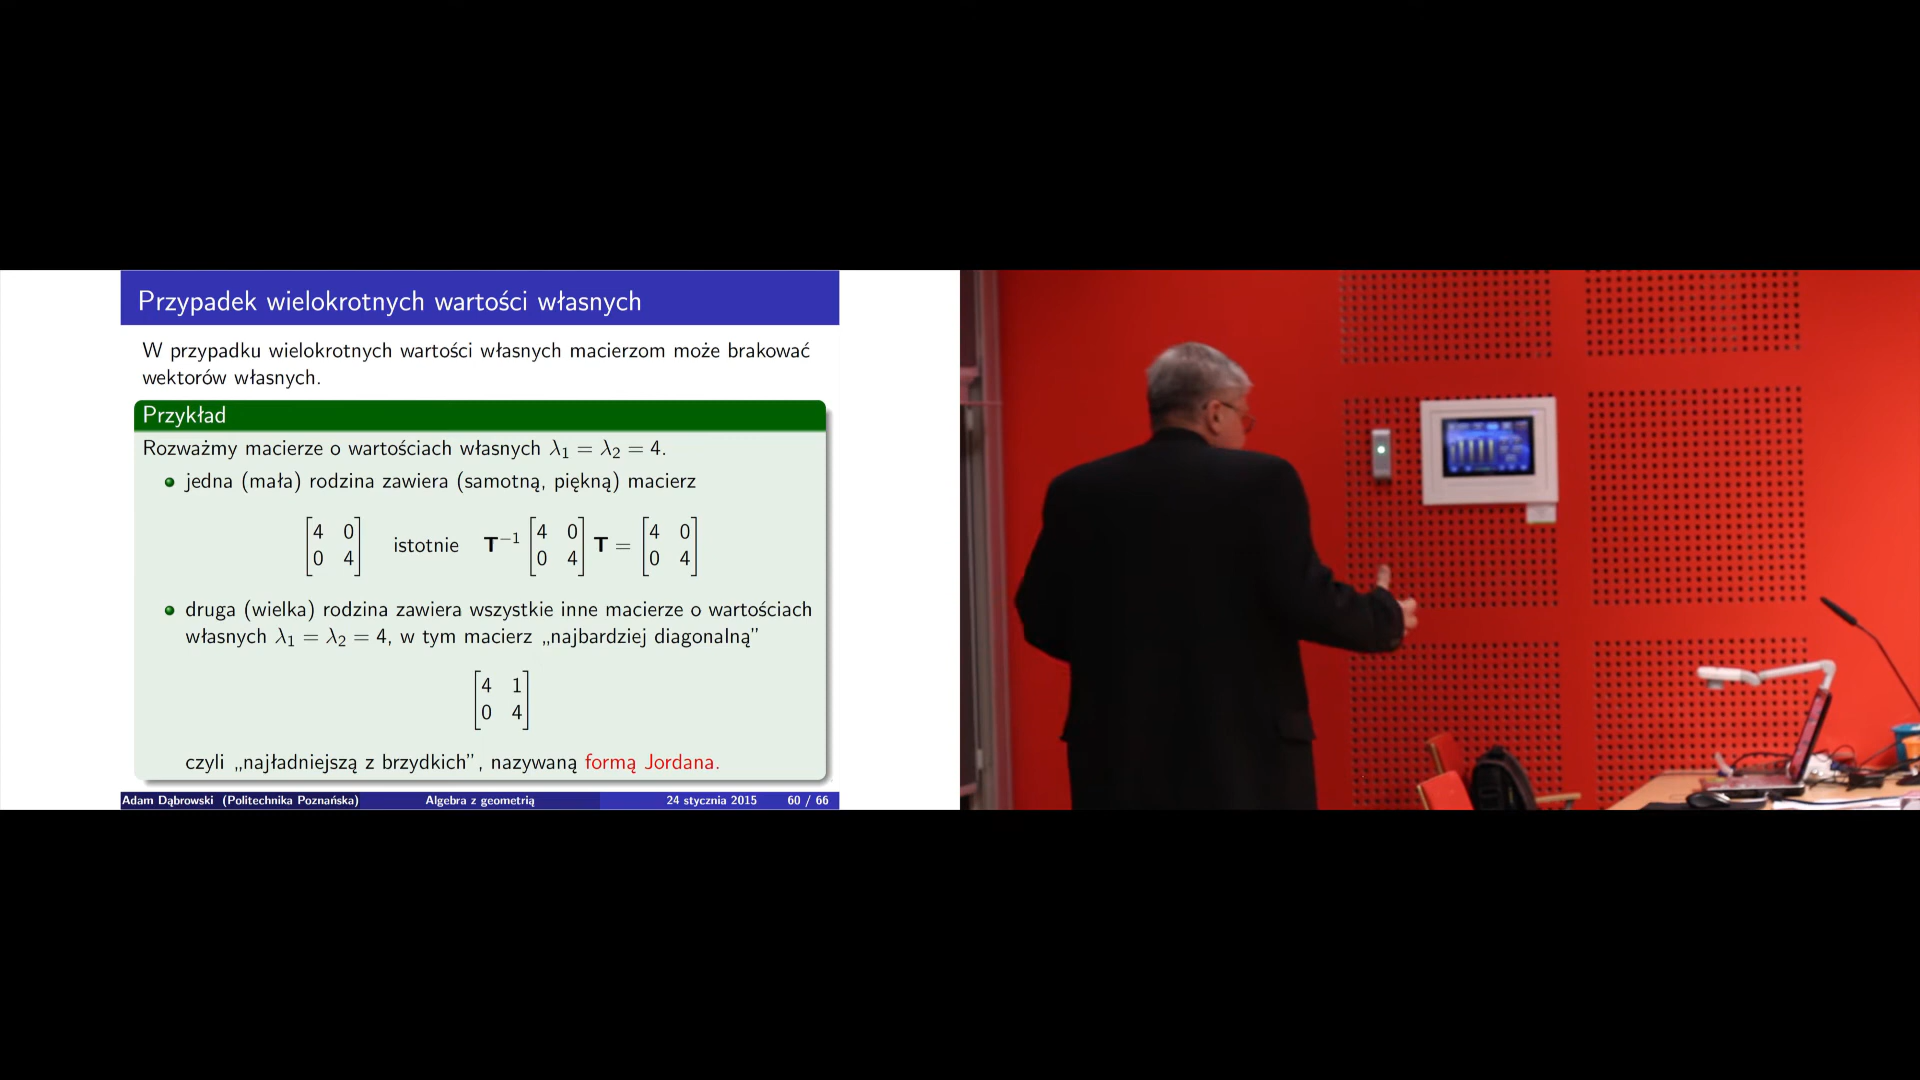 Przypadek wielokrotnych wartości własnych
W przypadku wielokrotnych wartości własnych macierzom może brakować
wektorów własnych.
Przykład
Rozważmy macierze o wartościach własnych λ₁ = λ₂ = 4.
jedna (mała) rodzina zawiera (samotną, piękną) macierz
[4 0; 0 4] istotnie T⁻¹ [4 0; 0 4] T = [4 0; 0 4]
druga (wielka) rodzina zawiera wszystkie inne macierze o wartościach
własnych λ₁ = λ₂ = 4, w tym macierz „najbardziej diagonalną”
[4 1; 0 4]
czyli „najładniejszą z brzydkich”, nazywaną formą Jordana.
Adam Dąbrowski (Politechnika Poznańska) Algebra z geometrią 24 stycznia 2015 60 / 66